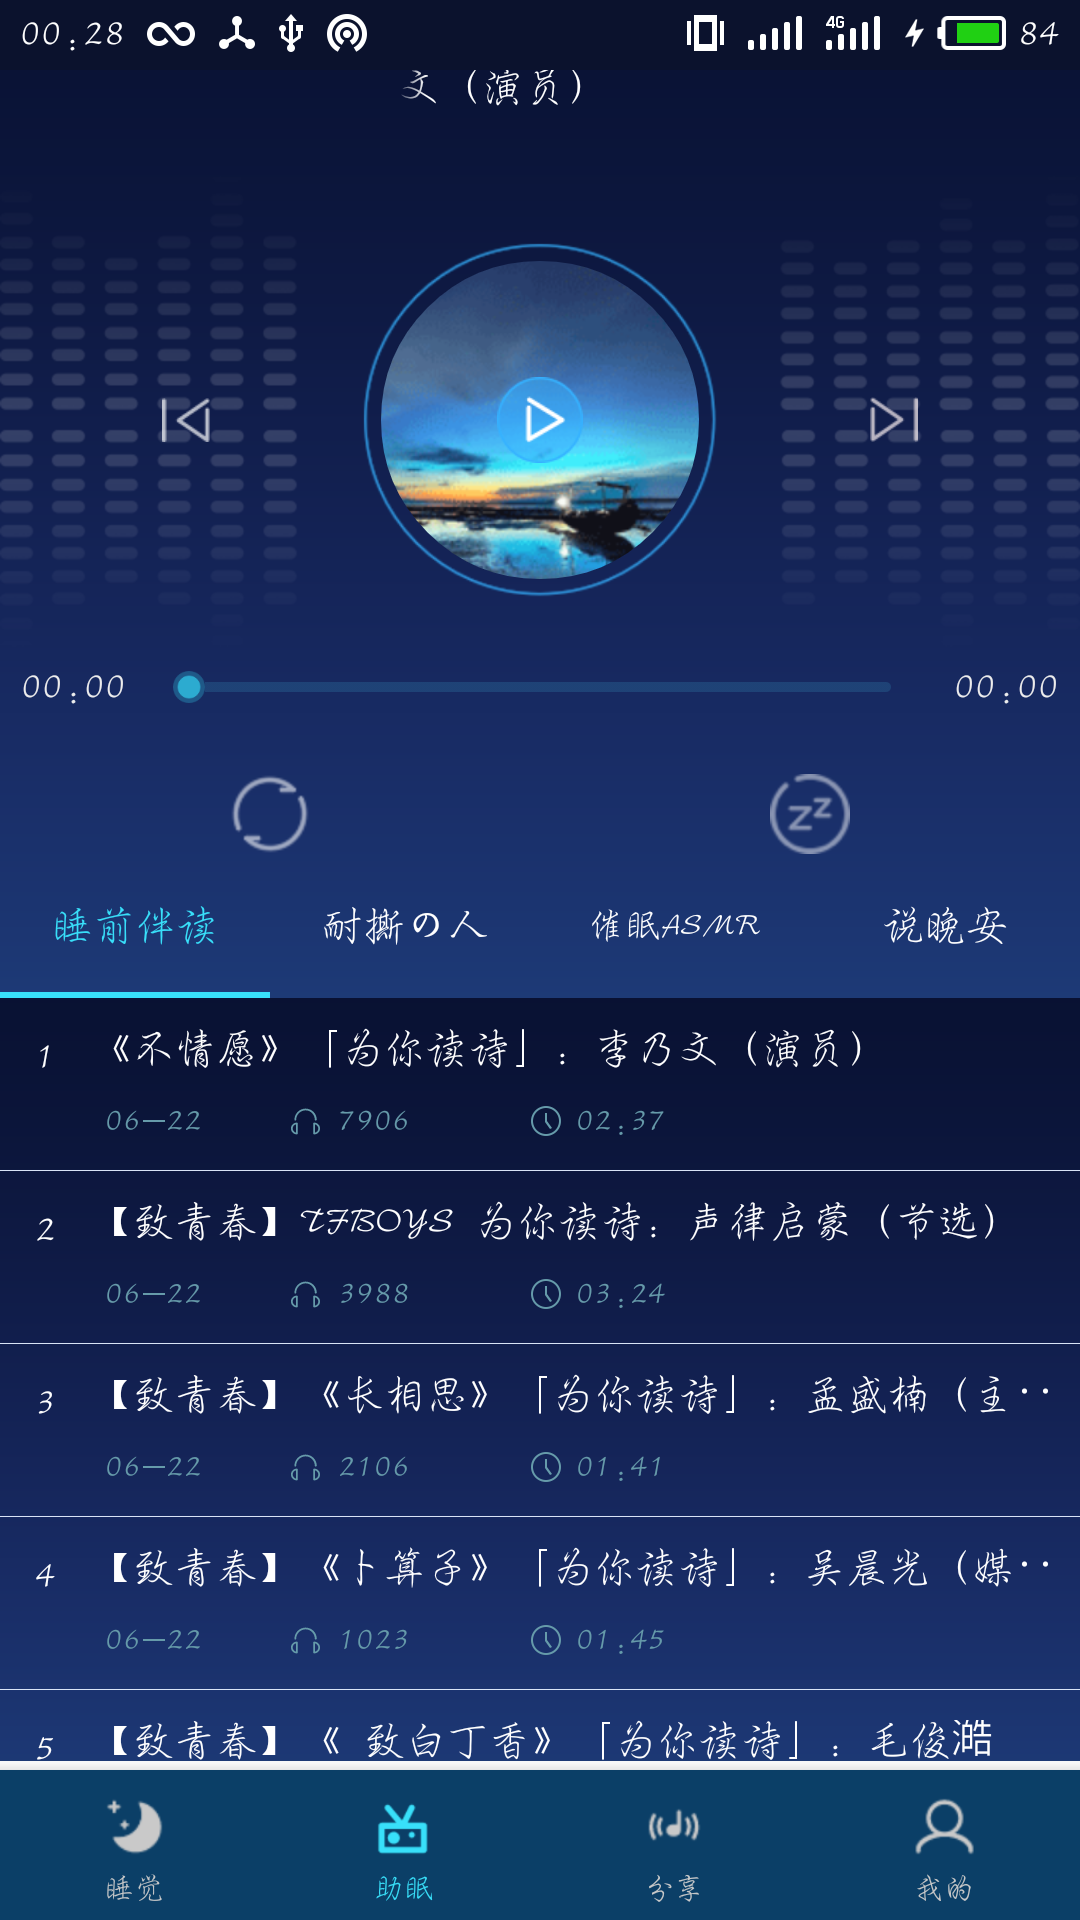 00:28 4G 84
文（演员）
00:00 00:00
睡前伴读 耐撕の人 催眠ASMR 说晚安
1 《不情愿》「为你读诗」：李乃文（演员）
06-22 7906 02:37
2 【致青春】TFBOYS 为你读诗：声律启蒙（节选）
06-22 3988 03:24
3 【致青春】《长相思》「为你读诗」：孟盛楠（主··
06-22 2106 01:41
4 【致青春】《卜算子》「为你读诗」：吴晨光（媒··
06-22 1023 01:45
5 【致青春】《 致白丁香》「为你读诗」：毛俊澔
睡觉 助眠 分享 我的